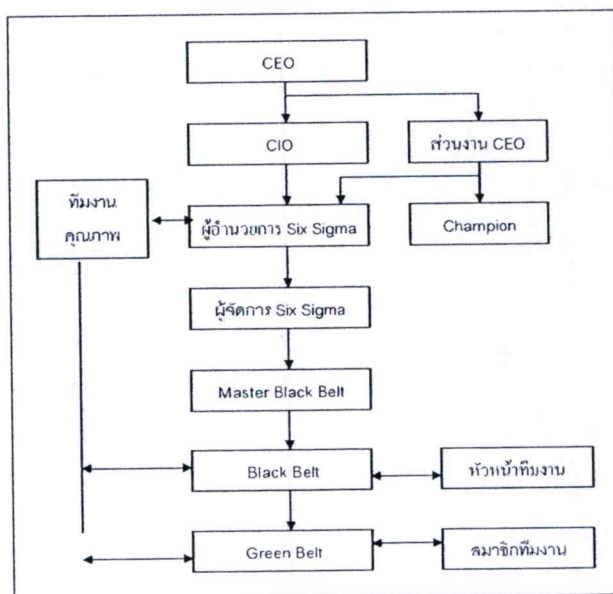 CEO
CIO
ส่วนงาน CEO
ทีมงาน
คุณภาพ
ผู้อำนวยการ Six Sigma
Champion
ผู้จัดการ Six Sigma
Master Black Belt
Black Belt
หัวหน้าทีมงาน
Green Belt
สมาชิกทีมงาน